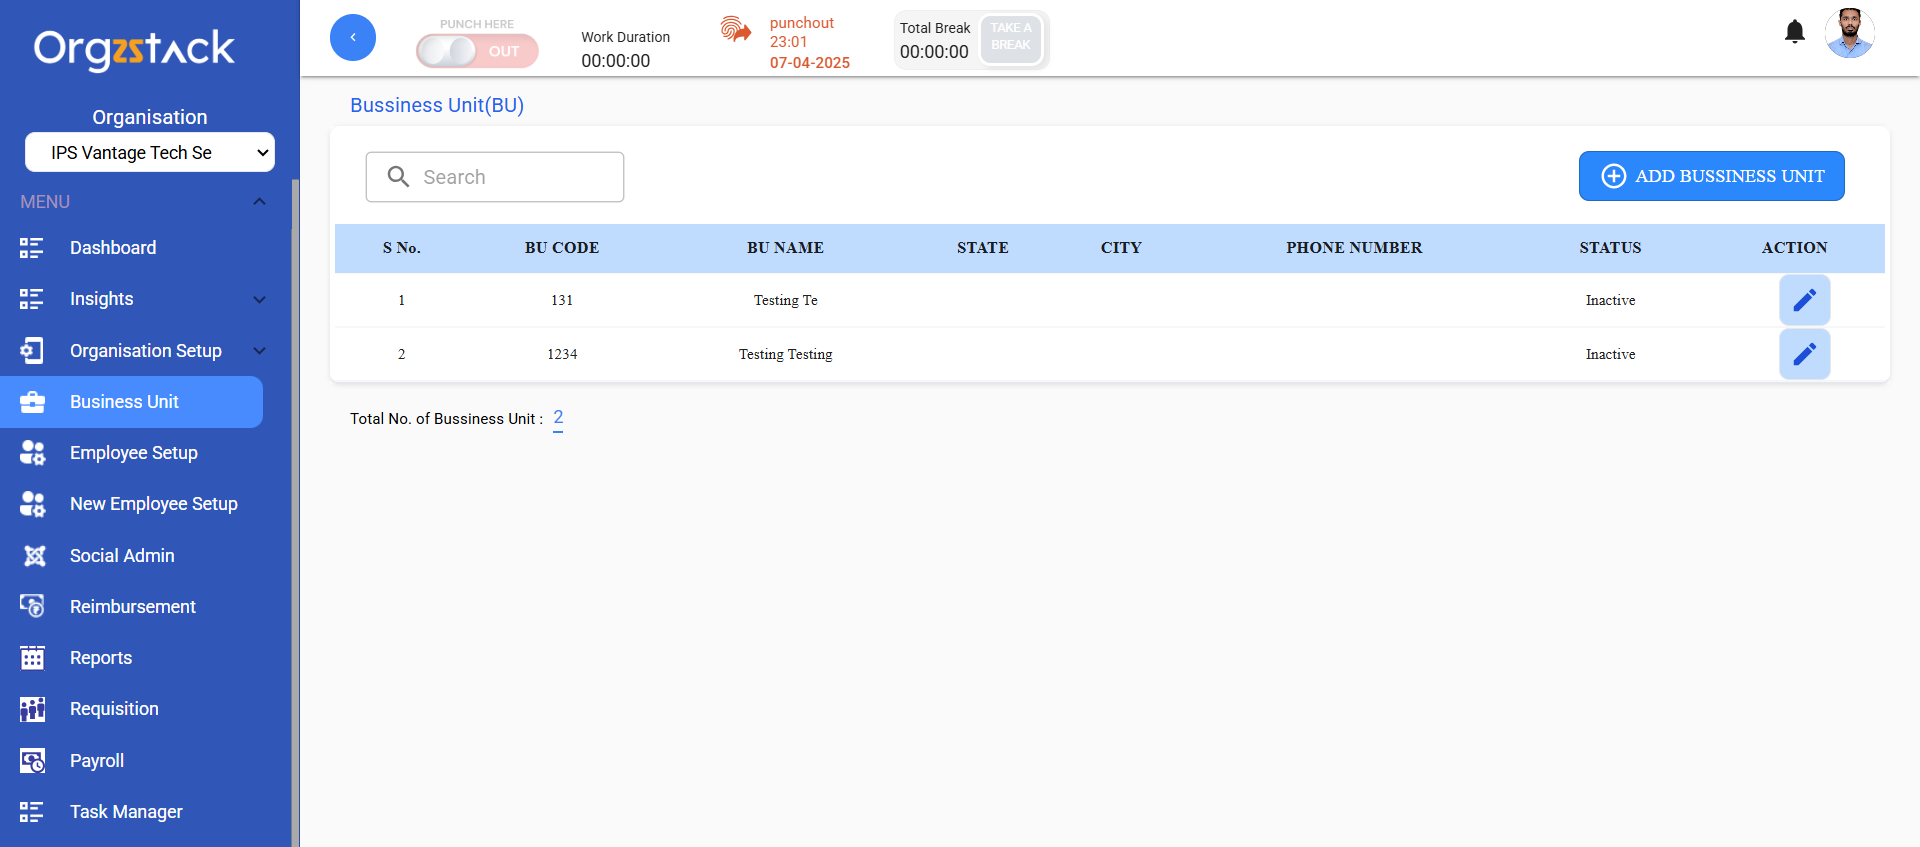 Orgzstack
Organisation
IPS Vantage Tech Se
MENU
Dashboard
Insights
Organisation Setup
Business Unit
Employee Setup
New Employee Setup
Social Admin
Reimbursement
Reports
Requisition
Payroll
Task Manager
PUNCH HERE
OUT
Work Duration
00:00:00
punchout
23:01
07-04-2025
Total Break
00:00:00
TAKE A
BREAK
Bussiness Unit(BU)
Search
ADD BUSSINESS UNIT
S No. BU CODE BU NAME STATE CITY PHONE NUMBER STATUS ACTION
1 131 Testing Te Inactive
2 1234 Testing Testing Inactive
Total No. of Bussiness Unit : 2